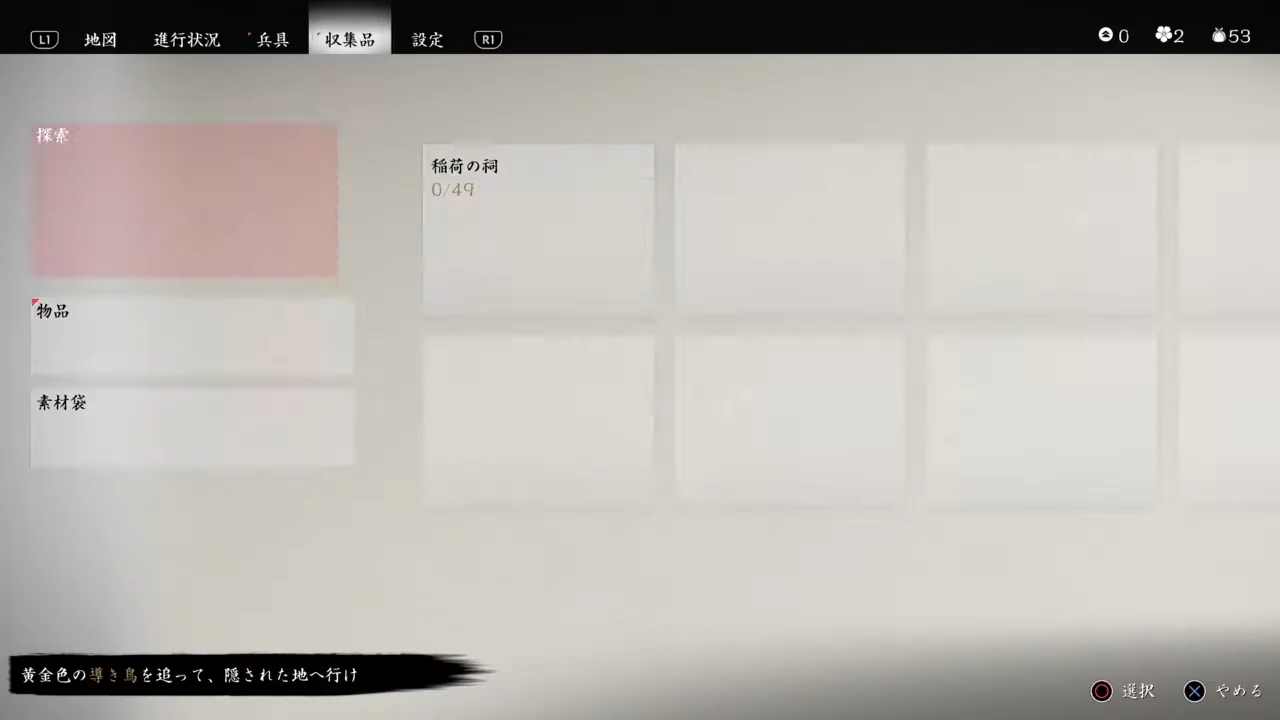 L1 地図 進行状況 兵具 収集品 設定 R1 0 2 53
探索
稲荷の祠
0/49
物品
素材袋
黄金色の導き鳥を追って、隠された地へ行け
選択 やめる